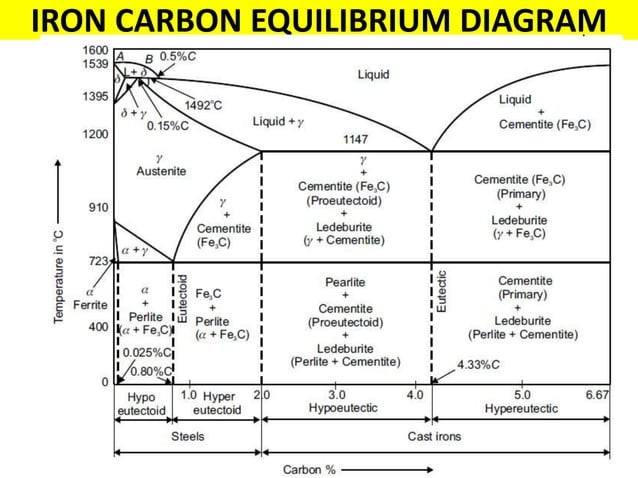 IRON CARBON EQUILIBRIUM DIAGRAM
1600
1539
1395
1200
910
723
400
0
Temperature in °C
A
B
0.5%C
L+ δ
δ
1492°C
δ + γ
0.15%C
Liquid
Liquid + γ
1147
Liquid
+
Cementite (Fe₃C)
γ
Austenite
γ
+
Cementite
(Fe₃C)
γ
+
Cementite (Fe₃C)
(Proeutectoid)
+
Ledeburite
(γ + Cementite)
Cementite (Fe₃C)
(Primary)
+
Ledeburite
(γ + Fe₃C)
α + γ
α
Ferrite
α
+
Perlite
(α + Fe₃C)
Eutectoid
Fe₃C
+
Perlite
(α + Fe₃C)
Pearlite
+
Cementite
(Proeutectoid)
+
Ledeburite
(Perlite + Cementite)
Eutectic
Cementite
(Primary)
+
Ledeburite
(Perlite + Cementite)
0.025%C
0.80%C
4.33%C
1.0
2.0
3.0
4.0
5.0
6.67
Hypo
eutectoid
Hyper
eutectoid
Hypoeutectic
Hypereutectic
Steels
Cast irons
Carbon %